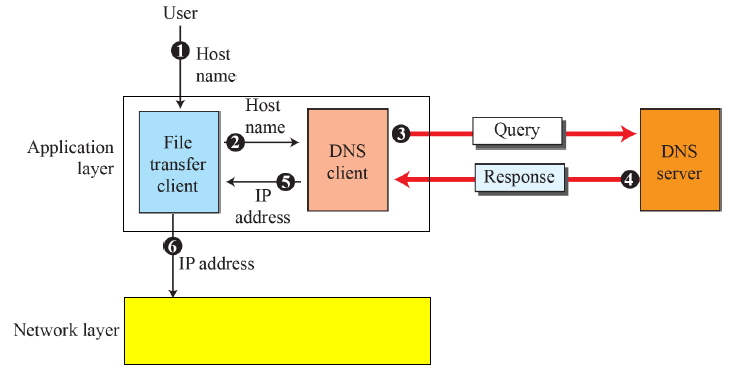 User
1
Host
name
Application
layer
File
transfer
client
2
Host
name
5
IP
address
DNS
client
3
Query
Response
4
DNS
server
6
IP address
Network layer